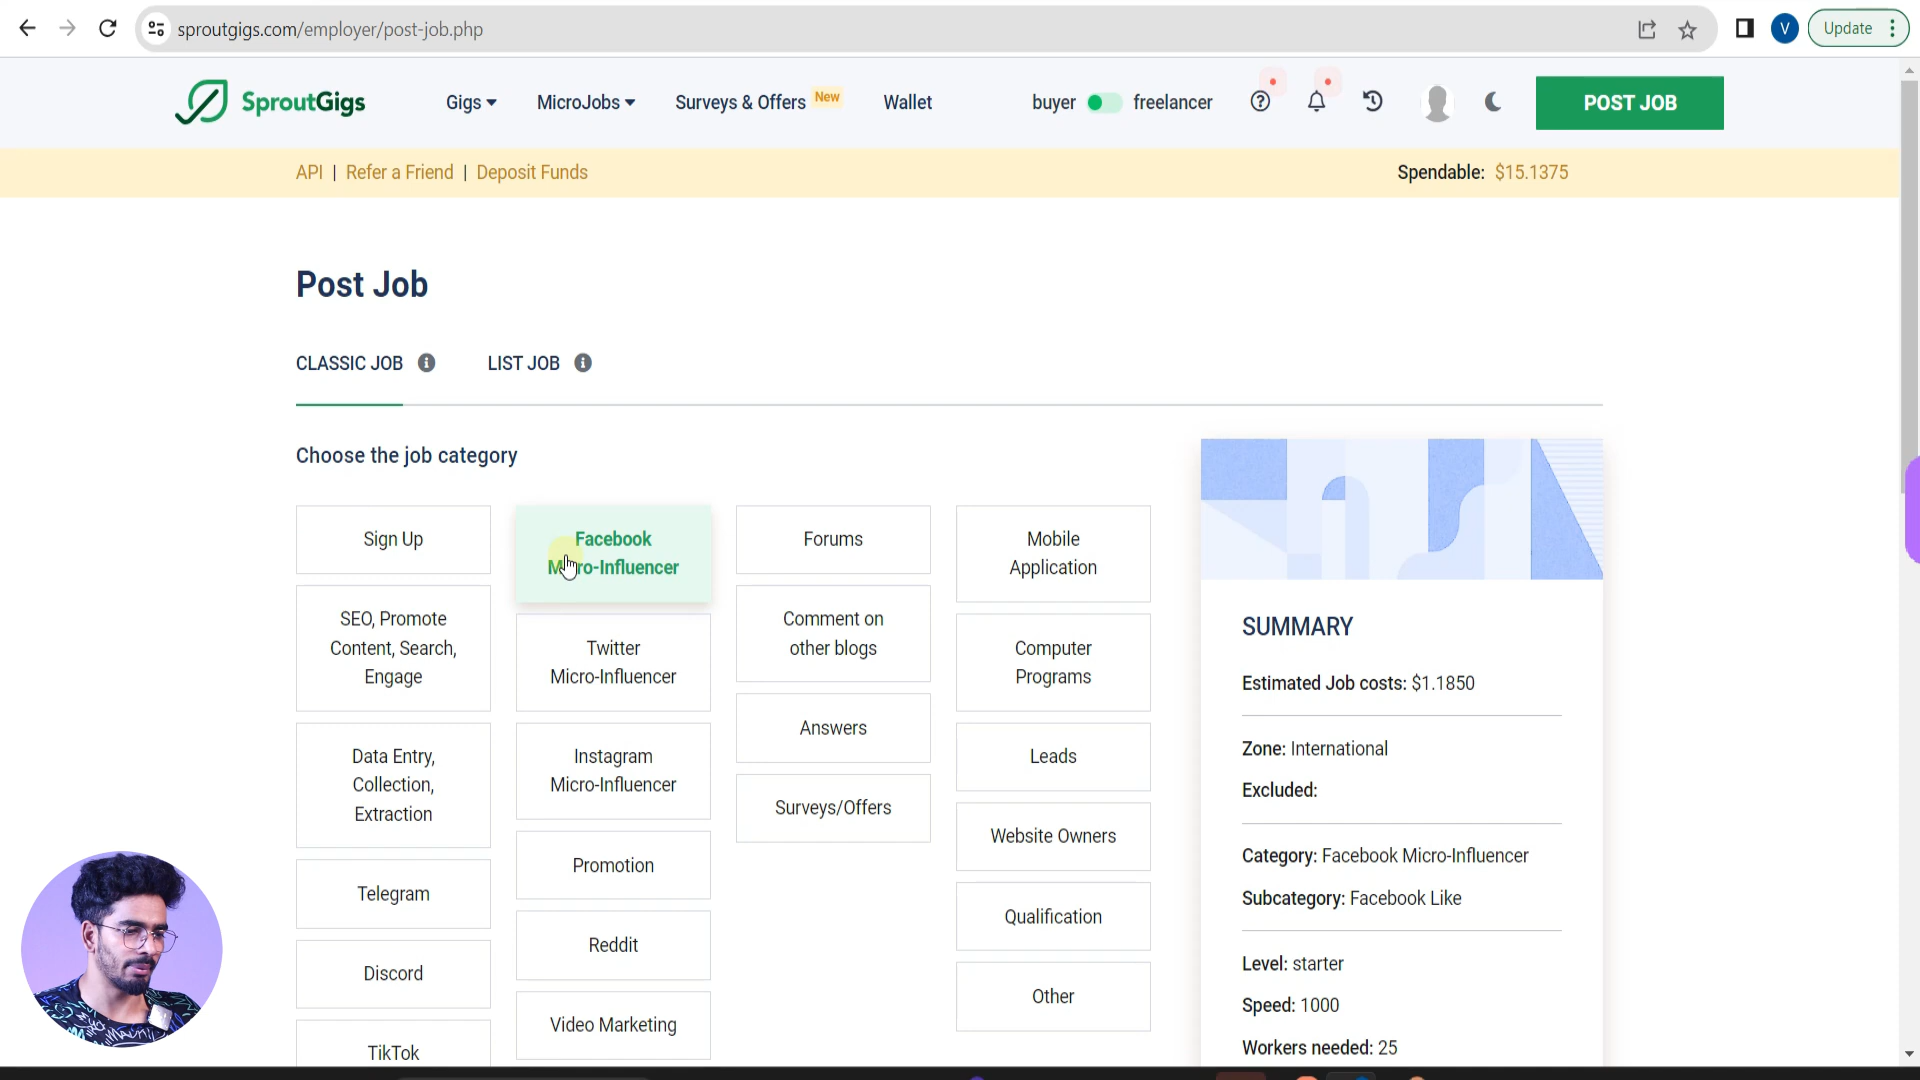 sproutgigs.com/employer/post-job.php
V
Update
SproutGigs
Gigs
MicroJobs
Surveys & Offers New
Wallet
buyer
freelancer
POST JOB
API | Refer a Friend | Deposit Funds
Spendable: $15.1375
Post Job
CLASSIC JOB
LIST JOB
Choose the job category
Sign Up
SEO, Promote
Content, Search,
Engage
Data Entry,
Collection,
Extraction
Telegram
Discord
TikTok
Facebook
Micro-Influencer
Twitter
Micro-Influencer
Instagram
Micro-Influencer
Promotion
Reddit
Video Marketing
Forums
Comment on
other blogs
Answers
Surveys/Offers
Mobile
Application
Computer
Programs
Leads
Website Owners
Qualification
Other
SUMMARY
Estimated Job costs: $1.1850
Zone: International
Excluded:
Category: Facebook Micro-Influencer
Subcategory: Facebook Like
Level: starter
Speed: 1000
Workers needed: 25